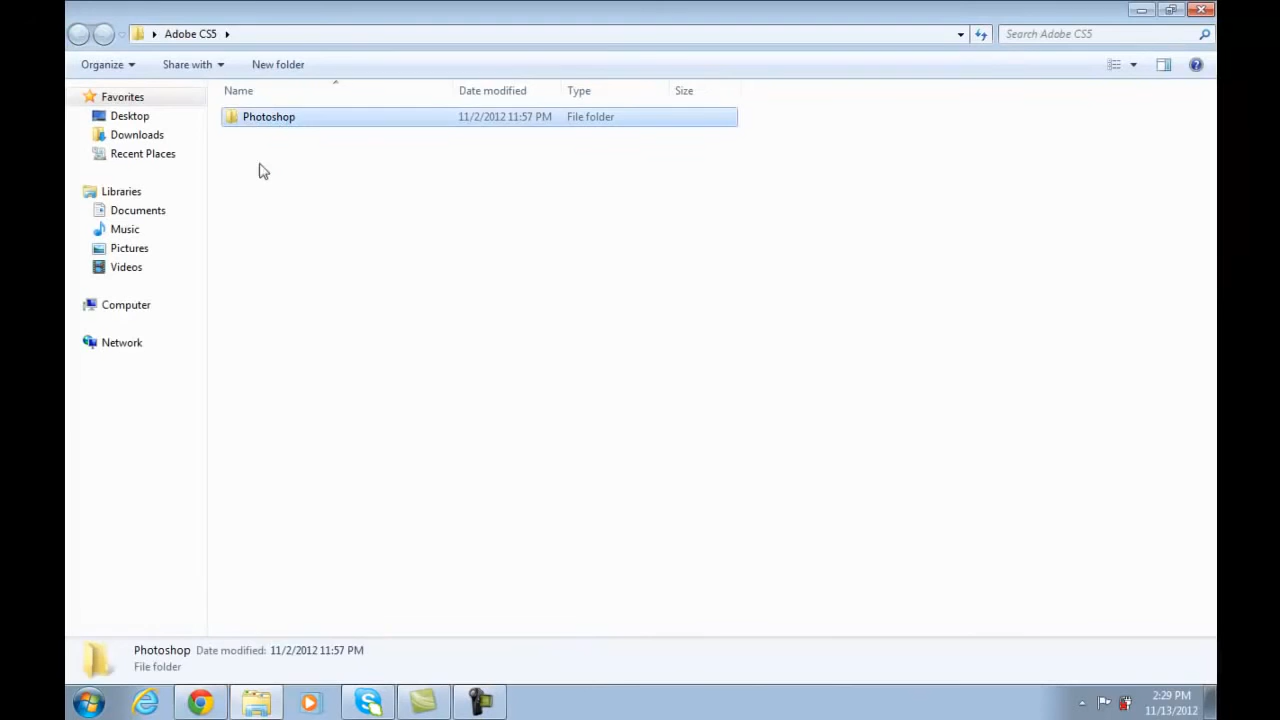 Adobe CS5
Search Adobe CS5
Organize
Share with
New folder
Name
Date modified
Type
Size
Photoshop
11/2/2012 11:57 PM
File folder
Favorites
Desktop
Downloads
Recent Places
Libraries
Documents
Music
Pictures
Videos
Computer
Network
Photoshop Date modified: 11/2/2012 11:57 PM
File folder
2:29 PM
11/13/2012